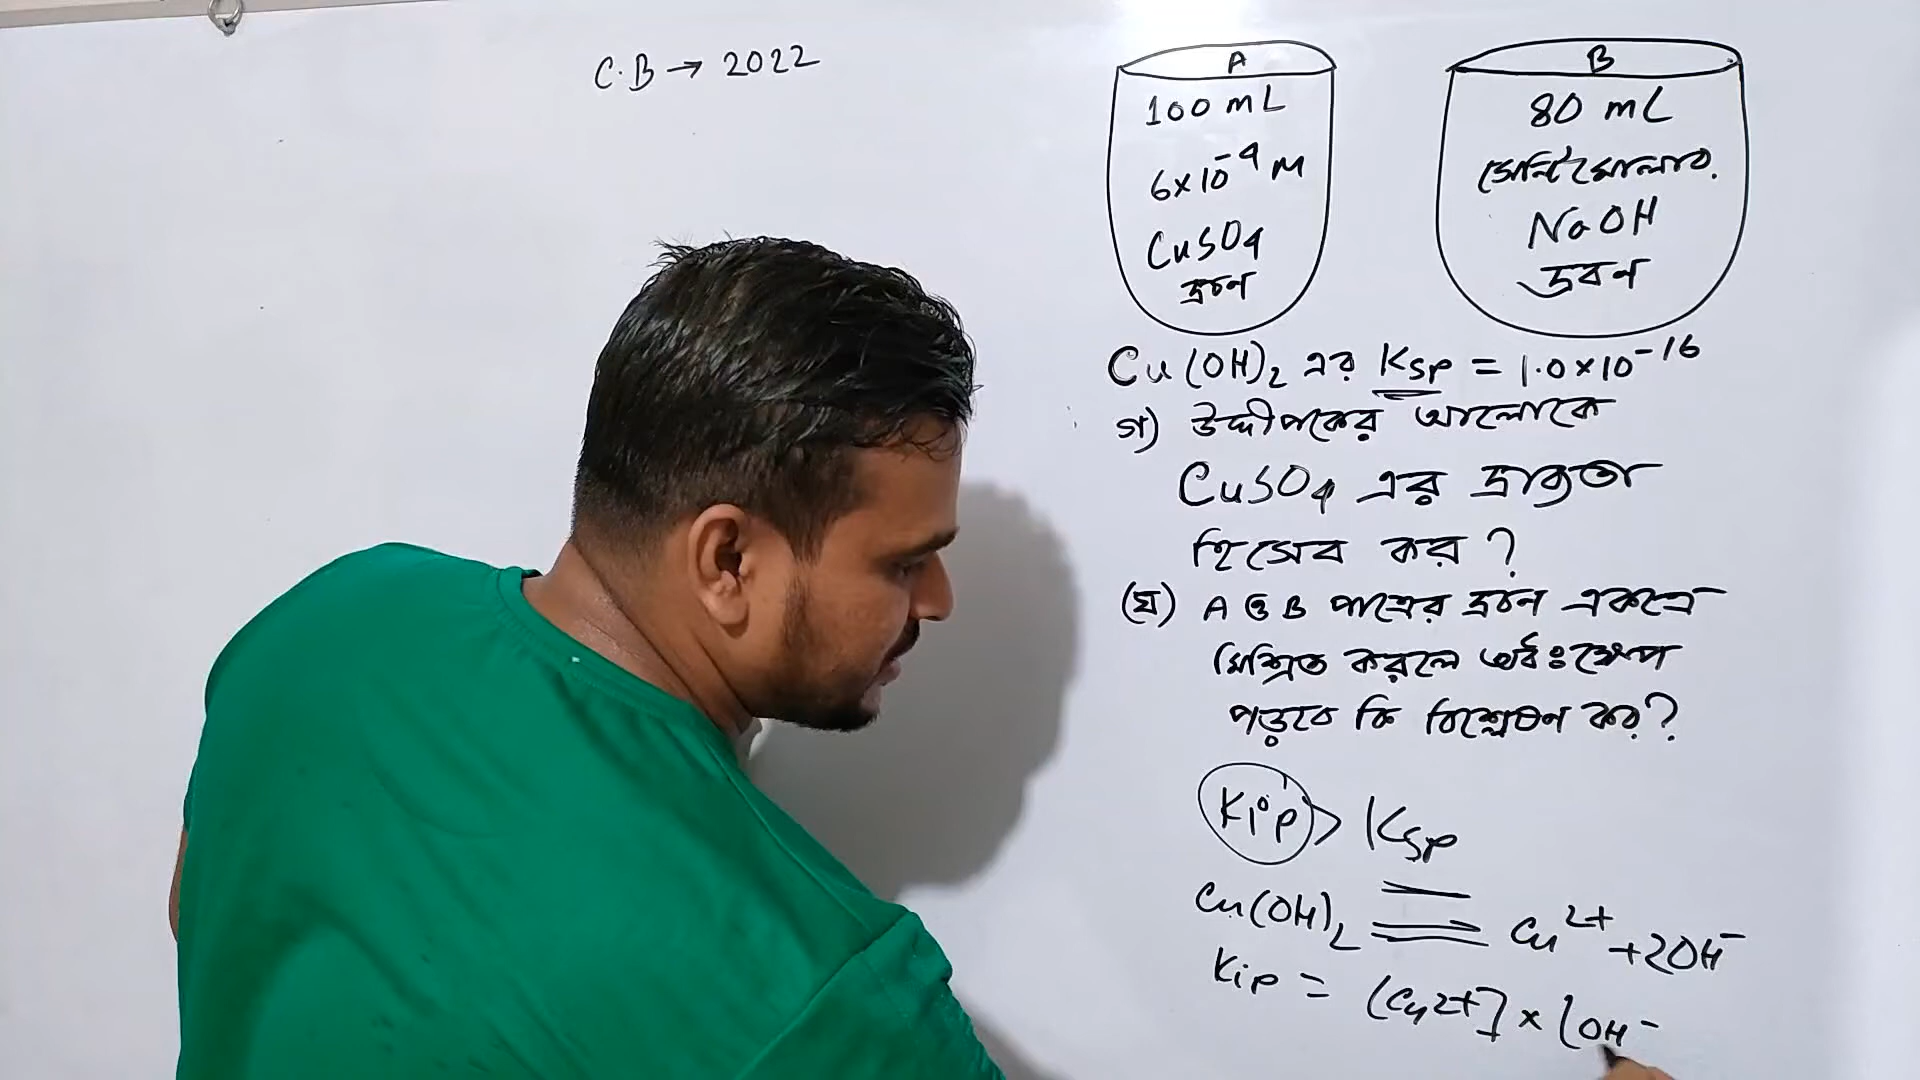 C.B → 2022
A
100 mL
6×10⁻⁴ M
CuSO4
দ্রবণ
B
80 mL
সেন্টিমোলার
NaOH
দ্রবণ
Cu(OH)₂ এর Ksp = 1.0×10⁻¹⁶
গ) উদ্দীপকের আলোকে
CuSO4 এর দ্রাব্যতা
হিসেব কর ?
(ঘ) A ও B পাত্রের দ্রবণ একত্রে
মিশ্রিত করলে অধঃক্ষেপ
পড়বে কি বিশ্লেষণ কর ?
Kip > Ksp
Cu(OH)₂ ⇌ Cu²⁺ + 2OH⁻
Kip = [Cu²⁺] × [OH⁻